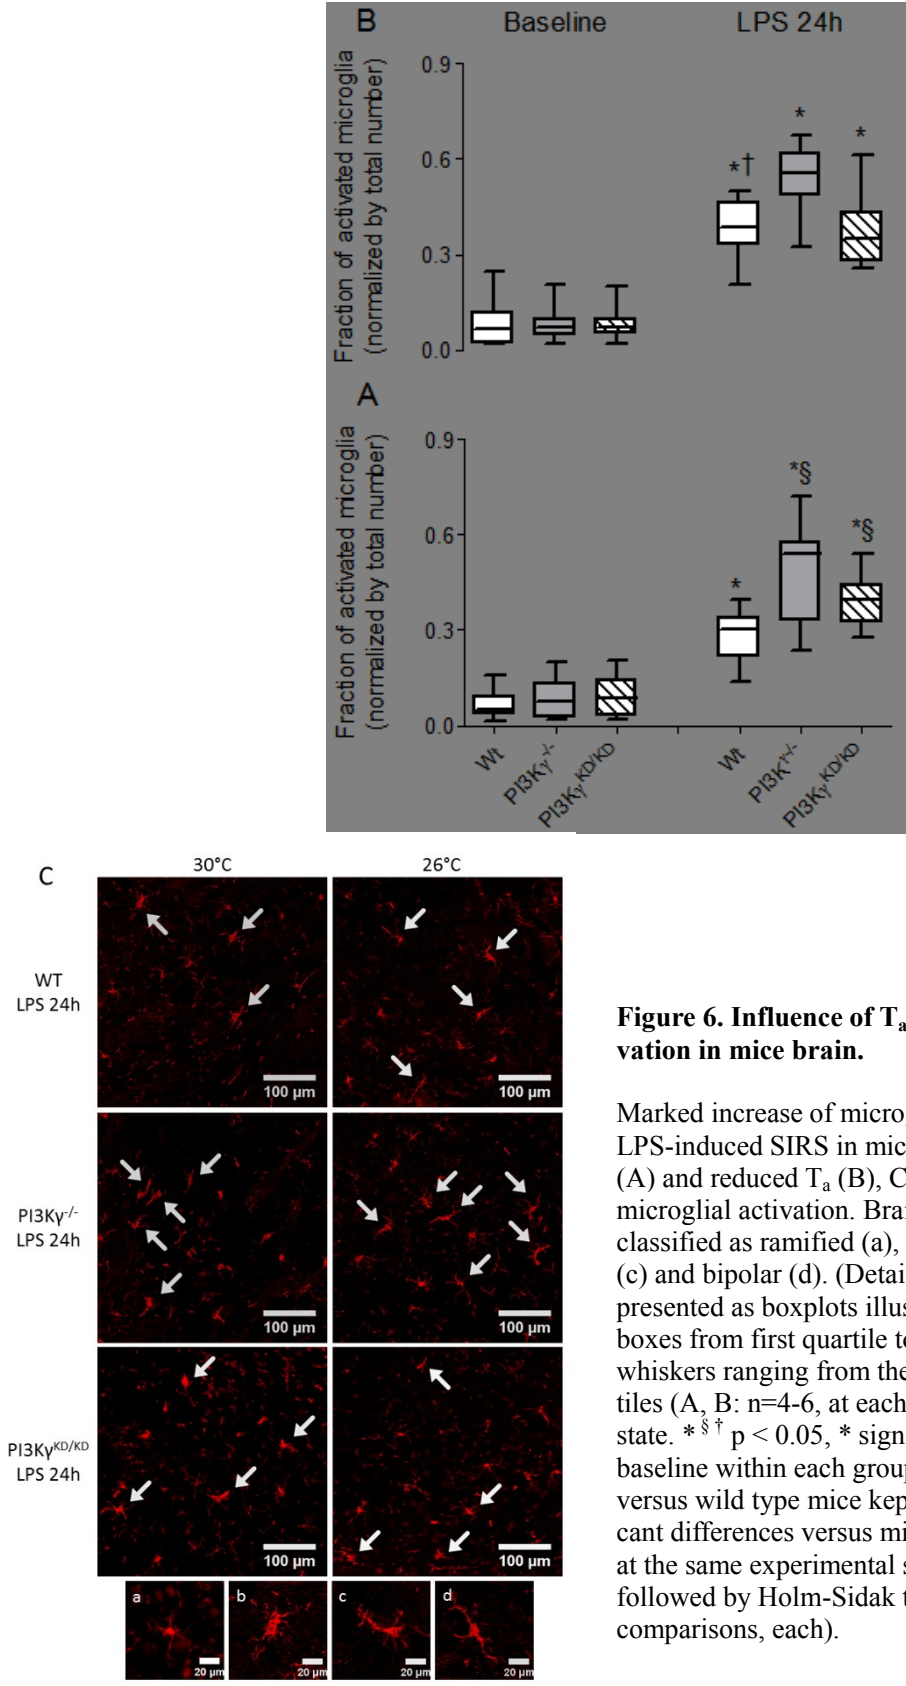 B
Baseline
LPS 24h
Fraction of activated microglia
(normalized by total number)
0.9
0.6
0.3
0.0
*†
*
*
A
Fraction of activated microglia
(normalized by total number)
0.9
0.6
0.3
0.0
*
*§
*§
Wt
PI3Kγ-/-
PI3Kγ KD/KD
Wt
PI3Kγ-/-
PI3Kγ KD/KD
C
30°C
26°C
WT
LPS 24h
100 µm
100 µm
PI3Kγ-/-
LPS 24h
100 µm
100 µm
PI3KγKD/KD
LPS 24h
100 µm
100 µm
a
b
c
d
20 µm
20 µm
20 µm
20 µm
Figure 6. Influence of Ta
vation in mice brain.
Marked increase of microg
LPS-induced SIRS in mic
(A) and reduced Ta (B), C
microglial activation. Brai
classified as ramified (a),
(c) and bipolar (d). (Detail
presented as boxplots illus
boxes from first quartile to
whiskers ranging from the
tiles (A, B: n=4-6, at each
state. * § † p < 0.05, * signi
baseline within each group
versus wild type mice kep
cant differences versus mi
at the same experimental s
followed by Holm-Sidak t
comparisons, each).